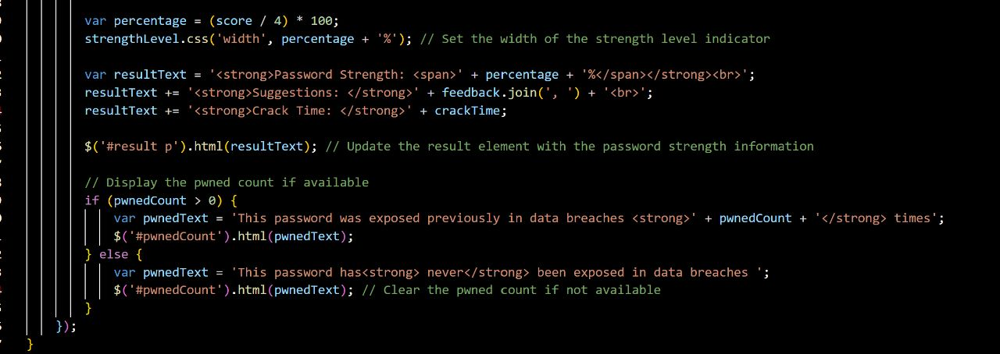 var percentage = (score / 4) * 100;
strengthLevel.css('width', percentage + '%'); // Set the width of the strength level indicator
var resultText = '<strong>Password Strength: <span>' + percentage + '%</span></strong><br>';
resultText += '<strong>Suggestions: </strong>' + feedback.join(', ') + '<br>';
resultText += '<strong>Crack Time: </strong>' + crackTime;
$('#result p').html(resultText); // Update the result element with the password strength information
// Display the pwned count if available
if (pwnedCount > 0) {
var pwnedText = 'This password was exposed previously in data breaches <strong>' + pwnedCount + '</strong> times';
$('#pwnedCount').html(pwnedText);
} else {
var pwnedText = 'This password has<strong> never</strong> been exposed in data breaches ';
$('#pwnedCount').html(pwnedText); // Clear the pwned count if not available
}
});
}